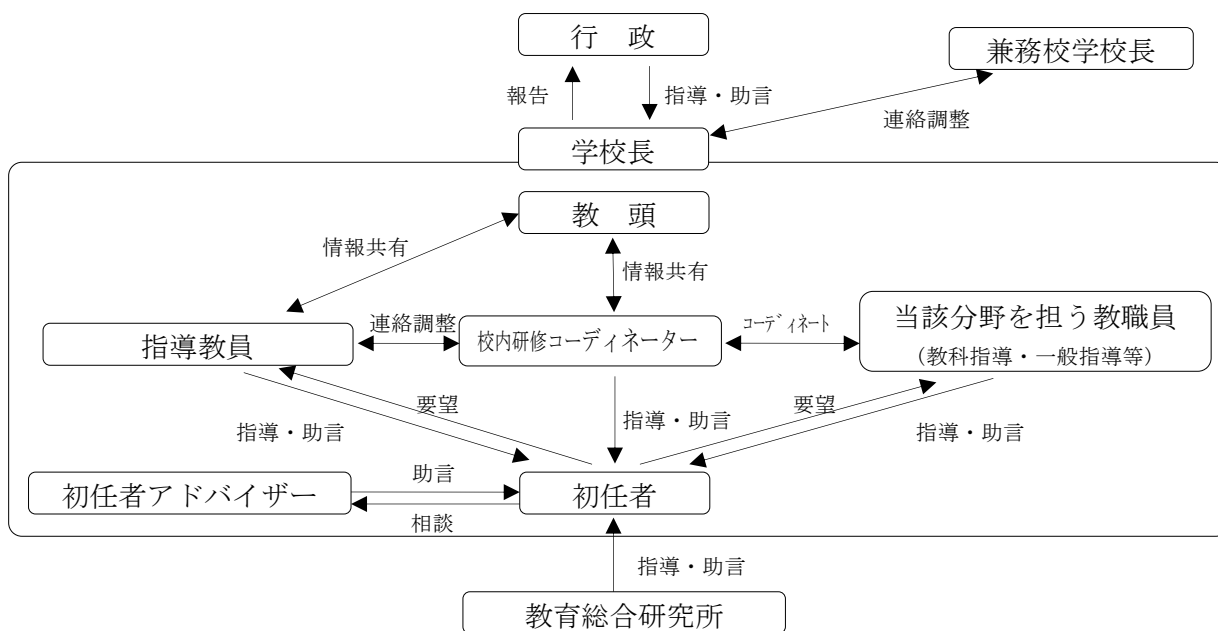 行　政
兼務校学校長
報告
指導・助言
連絡調整
学校長
教　頭
情報共有
情報共有
指導教員
連絡調整
校内研修コーディネーター
コーディネート
当該分野を担う教職員
（教科指導・一般指導等）
要望
指導・助言
指導・助言
要望
指導・助言
初任者アドバイザー
助言
相談
初任者
指導・助言
教育総合研究所